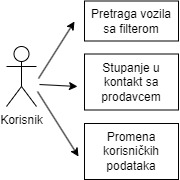 Pretraga vozila
sa filterom
Stupanje u
kontakt sa
prodavcem
Korisnik
Promena
korisničkih
podataka